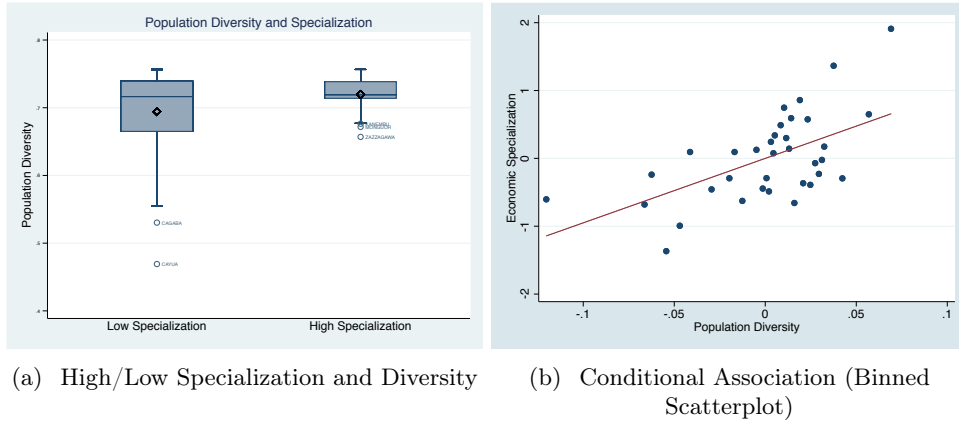 Population Diversity and Specialization
Population Diversity
.8
.7
.6
.5
.4
MONGUOR
ZAZZAGAWA
CAGABA
CAYUA
Low Specialization
High Specialization
Economic Specialization
2
1
0
-1
-2
-.1
-.05
0
.05
.1
Population Diversity
(a) High/Low Specialization and Diversity
(b) Conditional Association (Binned
Scatterplot)